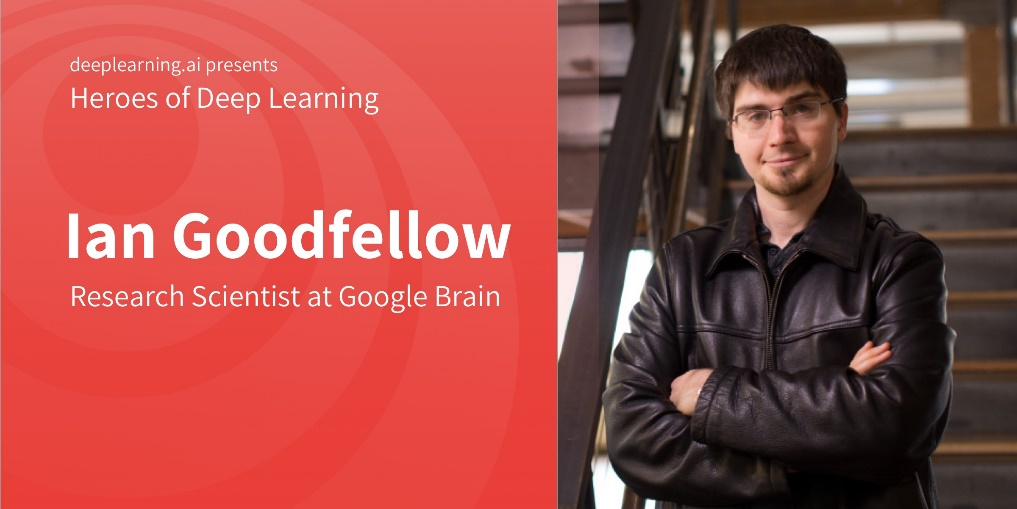 deeplearning.ai presents
Heroes of Deep Learning
Ian Goodfellow
Research Scientist at Google Brain